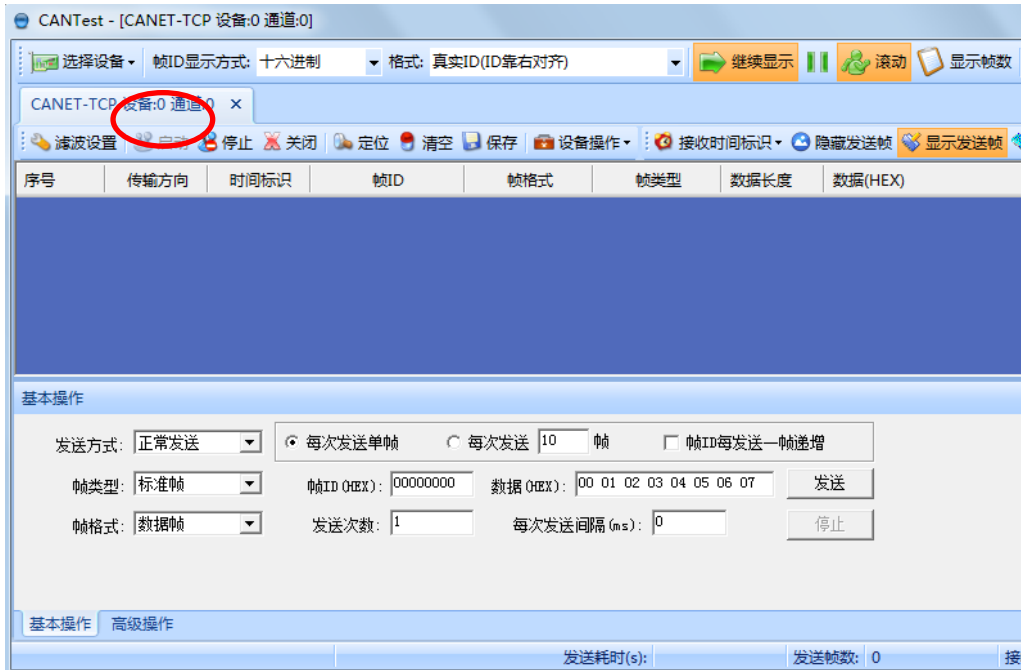 CANTest - [CANET-TCP 设备:0 通道:0]
选择设备 帧ID显示方式: 十六进制 格式: 真实ID(ID靠右对齐) 继续显示 滚动 显示帧数
CANET-TCP 设备:0 通道:0 ×
滤波设置 启动 停止 关闭 定位 清空 保存 设备操作 接收时间标识 隐藏发送帧 显示发送帧
序号 传输方向 时间标识 帧ID 帧格式 帧类型 数据长度 数据(HEX)
基本操作
发送方式: 正常发送 每次发送单帧 每次发送 10 帧 帧ID每发送一帧递增
帧类型: 标准帧 帧ID(HEX): 00000000 数据(HEX): 00 01 02 03 04 05 06 07 发送
帧格式: 数据帧 发送次数: 1 每次发送间隔(ms): 0 停止
基本操作 高级操作
发送耗时(s): 发送帧数: 0 接